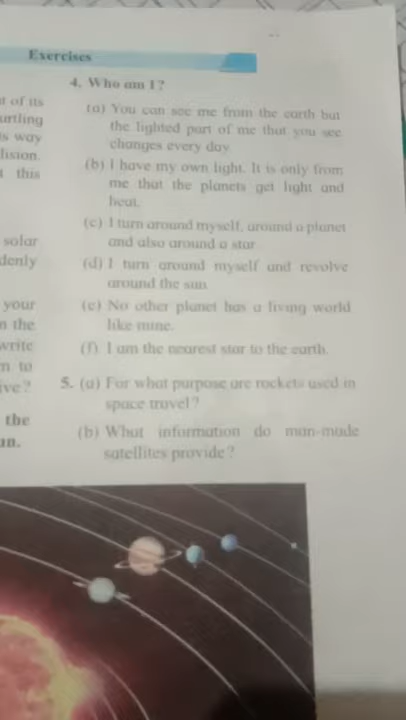 Exercises
t of its
urtling
s way
lision.
t this
solar
denly
your
n the
write
n to
ive?
the
an.
4. Who am I?
(a) You can see me from the earth but
the lighted part of me that you see
changes every day
(b) I have my own light. It is only from
me that the planets get light and
heat.
(c) I turn around myself, around a planet
and also around a star
(d) I turn around myself and revolve
around the sun
(e) No other planet has a living world
like mine.
(f) I am the nearest star to the earth.
5. (a) For what purpose are rockets used in
space travel?
(b) What information do man-made
satellites provide?